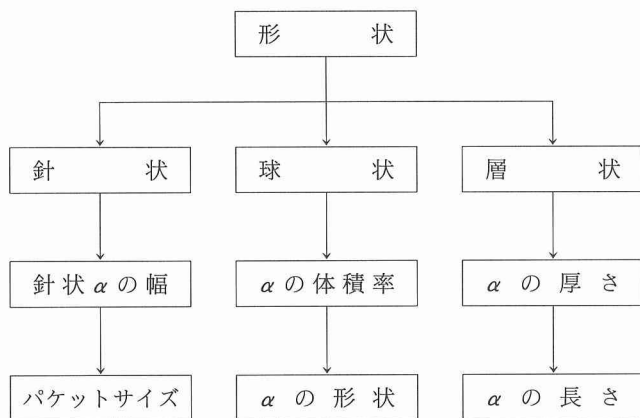 形状
針状
球状
層状
針状αの幅
αの体積率
αの厚さ
パケットサイズ
αの形状
αの長さ